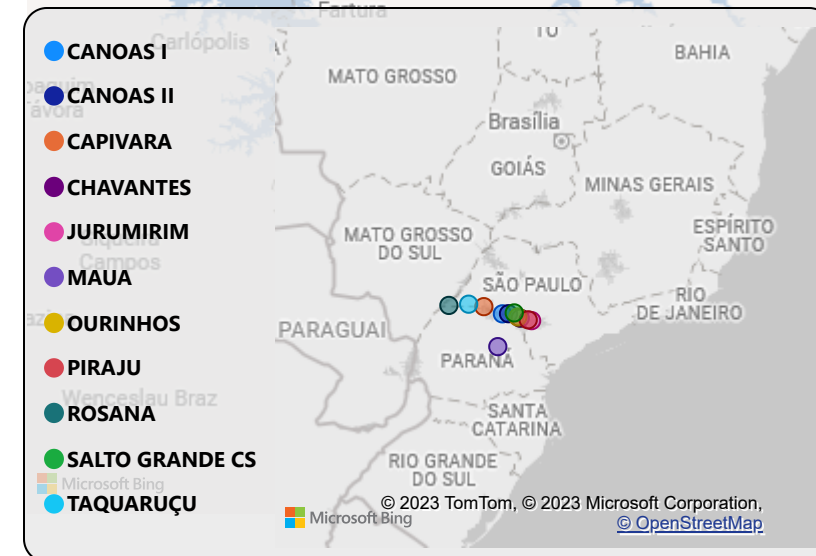 Fartura
Carlópolis
CANOAS I
CANOAS II
CAPIVARA
CHAVANTES
JURUMIRIM
Campos
MAUA
OURINHOS
PIRAJU
Wenceslau Braz
ROSANA
SALTO GRANDE CS
Microsoft Bing
TAQUARUÇU
TO
BAHIA
MATO GROSSO
Brasília
GOIÁS
MINAS GERAIS
ESPÍRITO
SANTO
MATO GROSSO
DO SUL
SÃO PAULO
RIO
DE JANEIRO
PARAGUAI
PARANÁ
SANTA
CATARINA
RIO GRANDE
DO SUL
Microsoft Bing
© 2023 TomTom, © 2023 Microsoft Corporation,
© OpenStreetMap